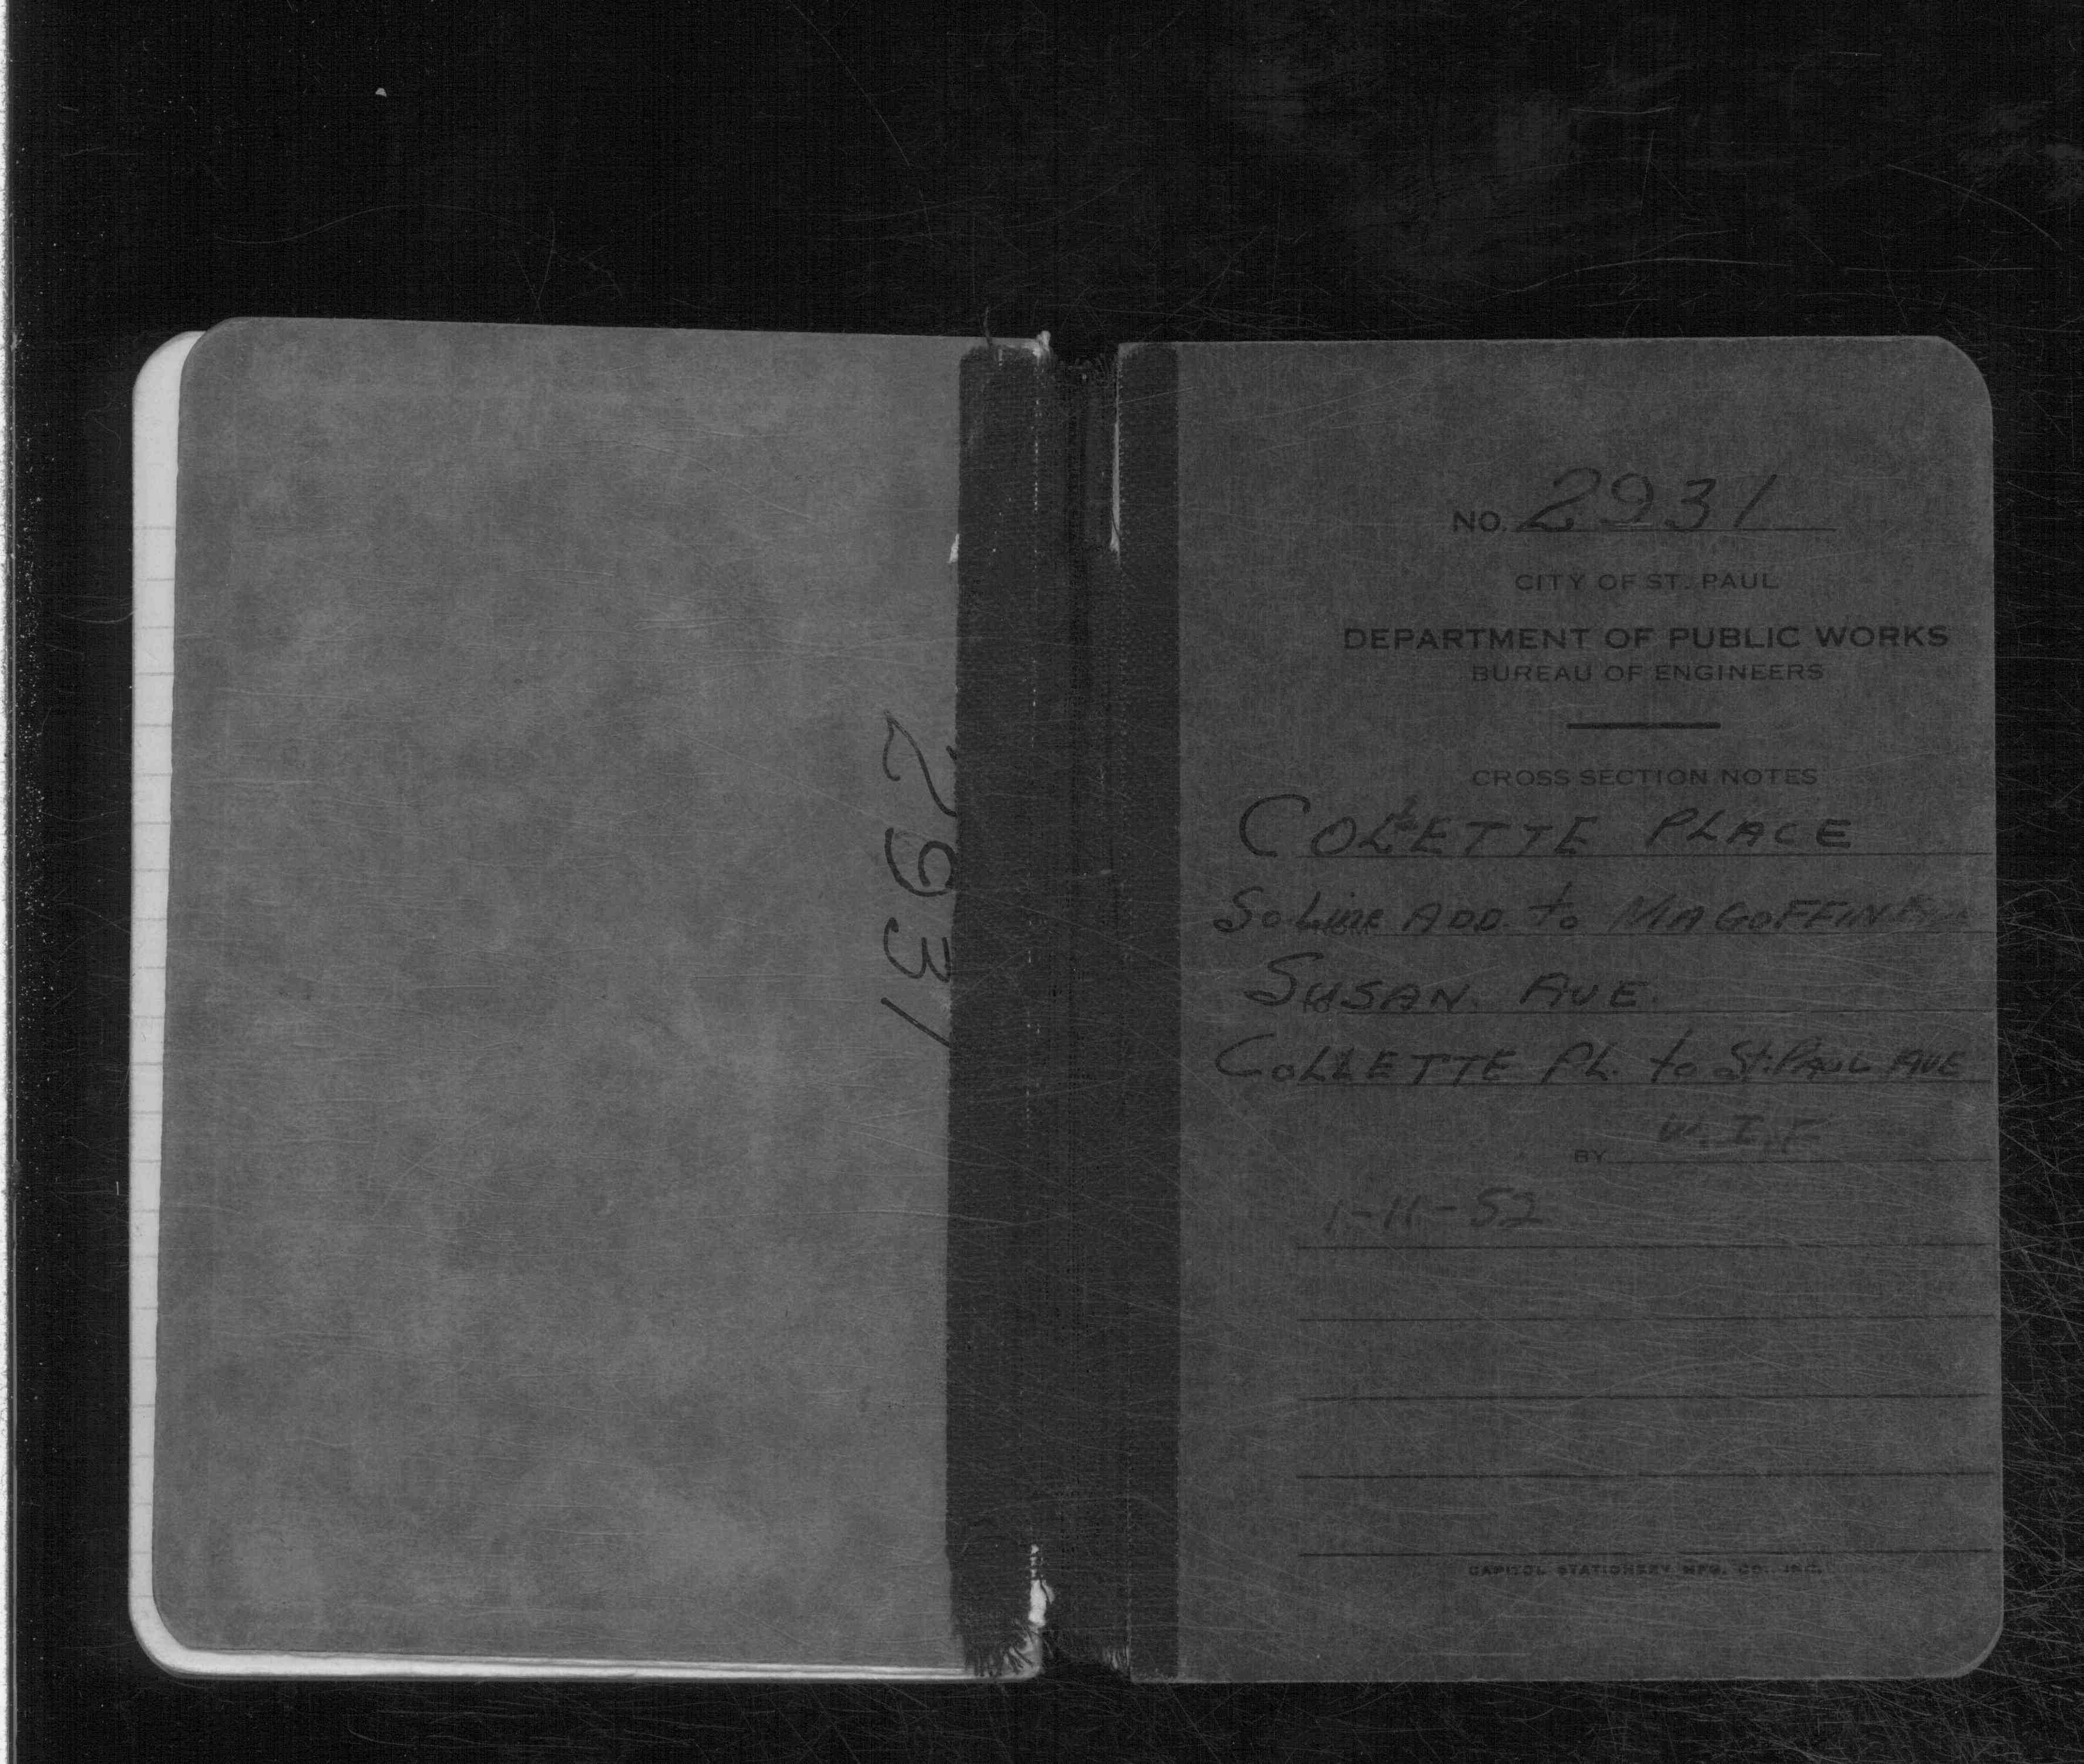 2931
NO. 2931
CITY OF ST. PAUL
DEPARTMENT OF PUBLIC WORKS
BUREAU OF ENGINEERS
CROSS SECTION NOTES
COLLETTE PLACE
So. Line ADD. to MAGOFFIN
SUSAN AVE.
TO
COLLETTE PL. to St. PAUL AVE
BY W.I.F.
1-11-52
CAPITOL STATIONERY MFG. CO. INC.